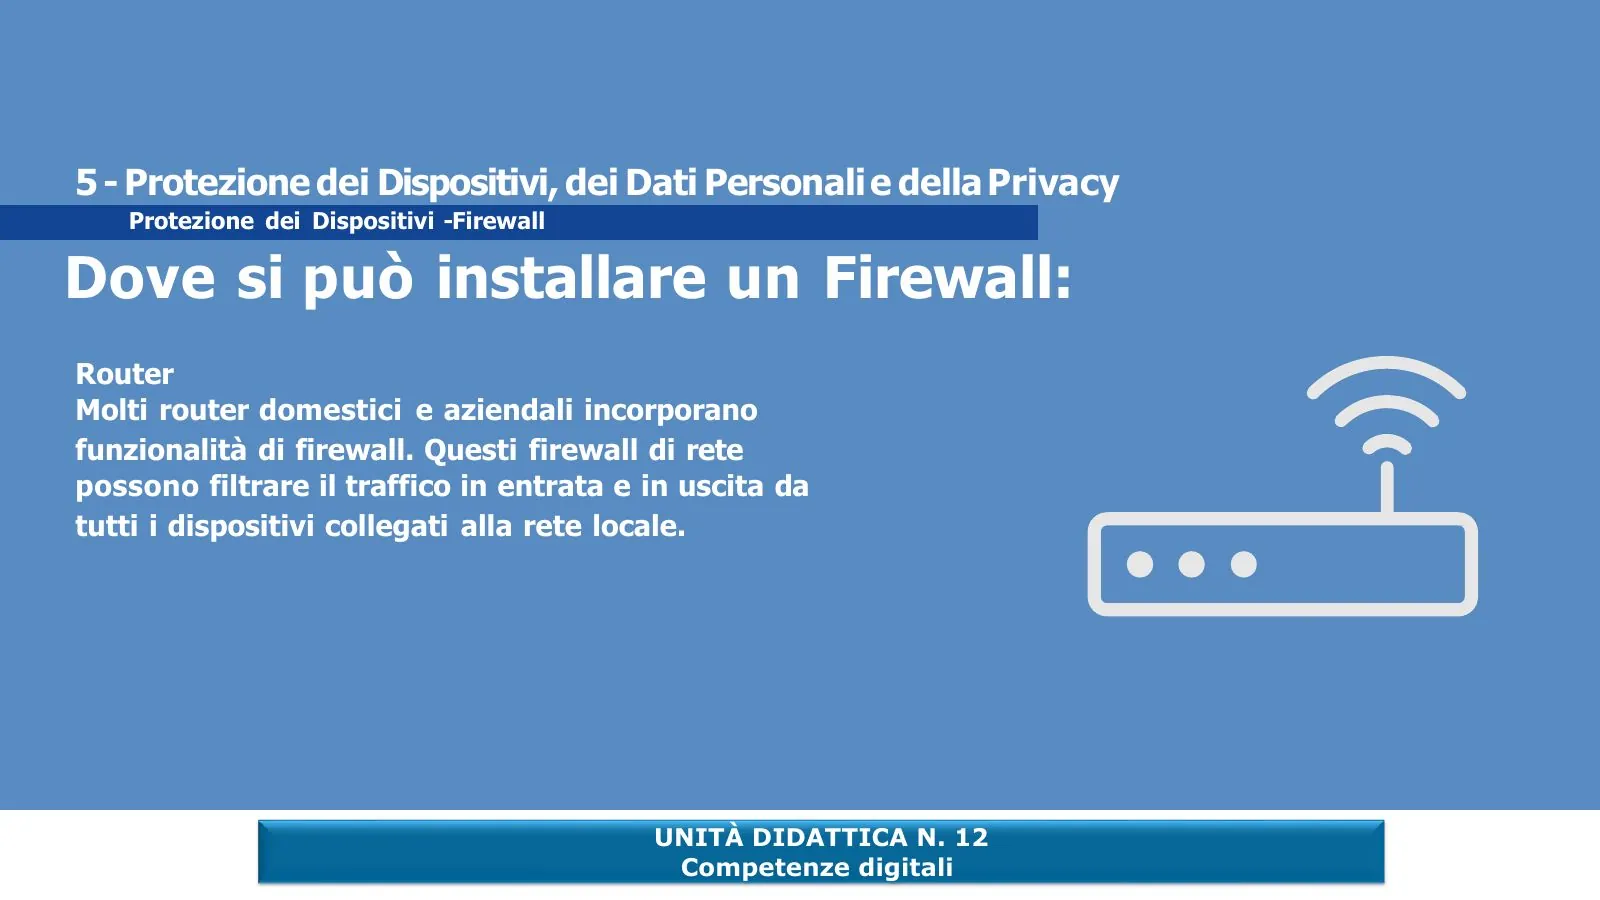 5 - Protezione dei Dispositivi, dei Dati Personali e della Privacy
Protezione dei Dispositivi -Firewall
Dove si può installare un Firewall:
Router
Molti router domestici e aziendali incorporano
funzionalità di firewall. Questi firewall di rete
possono filtrare il traffico in entrata e in uscita da
tutti i dispositivi collegati alla rete locale.
UNITÀ DIDATTICA N. 12
Competenze digitali